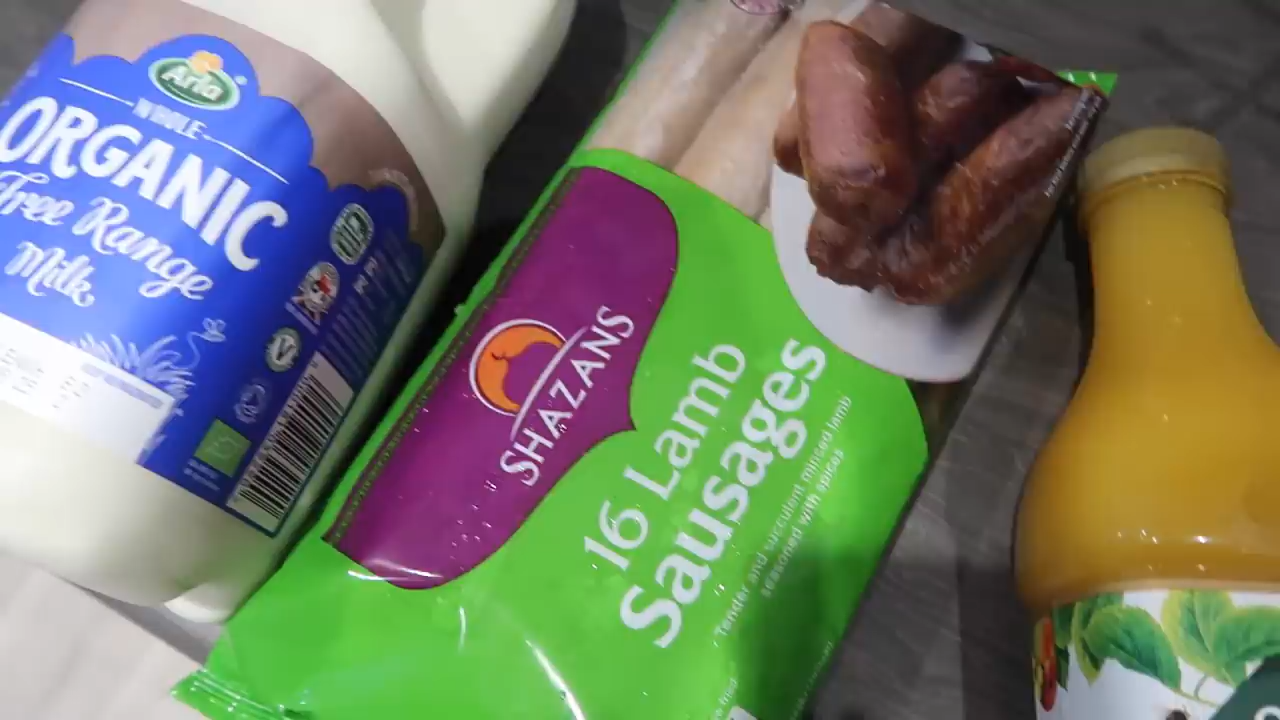 Arla
WHOLE
ORGANIC
Free Range
Milk
SHAZANS
16 Lamb
Sausages
Tender and succulent minced lamb
seasoned with spices